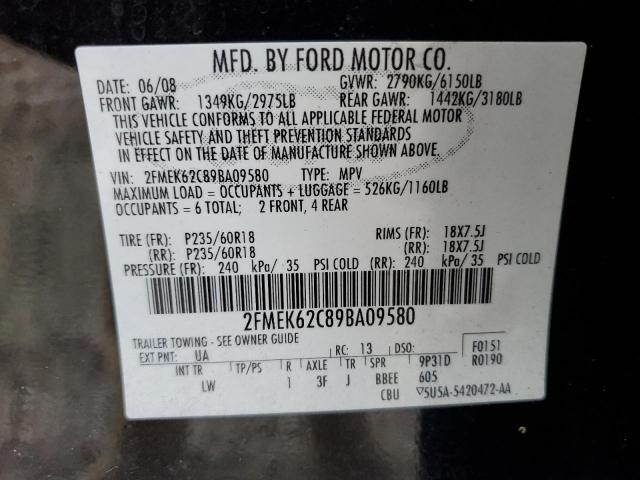 MFD. BY FORD MOTOR CO.
DATE: 06/08 GVWR: 2790KG/6150LB
FRONT GAWR: 1349KG/2975LB REAR GAWR: 1442KG/3180LB
THIS VEHICLE CONFORMS TO ALL APPLICABLE FEDERAL MOTOR
VEHICLE SAFETY AND THEFT PREVENTION STANDARDS
IN EFFECT ON THE DATE OF MANUFACTURE SHOWN ABOVE.
VIN: 2FMEK62C89BA09580 TYPE: MPV
MAXIMUM LOAD = OCCUPANTS + LUGGAGE = 526KG/1160LB
OCCUPANTS = 6 TOTAL; 2 FRONT, 4 REAR
TIRE (FR): P235/60R18 RIMS (FR): 18X7.5J
(RR): P235/60R18 (RR): 18X7.5J
PRESSURE (FR): 240 kPa/ 35 PSI COLD (RR): 240 kPa/ 35 PSI COLD
2FMEK62C89BA09580
TRAILER TOWING - SEE OWNER GUIDE
EXT PNT: UA RC: 13 DSO: F0151
INT TR TP/PS R AXLE TR SPR 9P31D R0190
LW 1 3F J BBEE 605
CBU ▽5U5A-5420472-AA